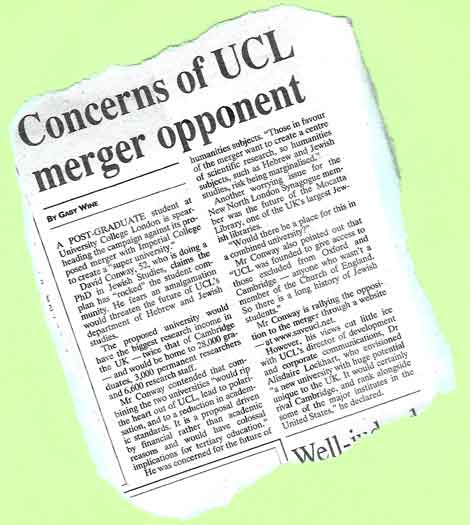 Concerns of UCL
merger opponent
BY GABY WINE
A POST-GRADUATE student at
University College London is spear-
heading the campaign against its pro-
posed merger with Imperial College
to create a "super university."
David Conway, 52, who is doing a
PhD in Jewish Studies, claims the
plan has "rocked" the student com-
munity. He fears an amalgamation
would threaten the future of UCL's
department of Hebrew and Jewish
studies.
The proposed university would
have the biggest research income in
the UK — twice that of Cambridge
— and would be home to 28,000 gra-
duates, 3,000 permanent researchers
and 6,600 research staff.
Mr Conway contended that com-
bining the two universities "would rip
the heart out of UCL, lead to polari-
sation, and to a reduction in academ-
ic standards. It is a proposal driven
by financial rather than academic
reasons and would have colossal
implications for tertiary education."
He was concerned for the future of
humanities subjects. "Those in favour
of the merger want to create a centre
of scientific research, so humanities
subjects, such as Hebrew and Jewish
studies, risk being marginalised."
Another worrying issue for the
New North London Synagogue mem-
ber was the future of the Mocatta
Library, one of the UK's largest Jew-
ish libraries.
"Would there be a place for this in
a combined university?"
Mr Conway also pointed out that
"UCL was founded to give access to
those excluded from Oxford and
Cambridge — anyone who wasn't a
member of the Church of England.
So there is a long history of Jewish
students."
Mr Conway is rallying the opposi-
tion to the merger through a website
— at www.saveucl.net.
However, his views cut little ice
with UCL's director of development
and corporate communications, Dr
Alisdaire Lockhart, who envisioned
"a new university with huge potential
unique to the UK. It would certainly
rival Cambridge, and rank alongside
some of the major institutes in the
United States," he declared.